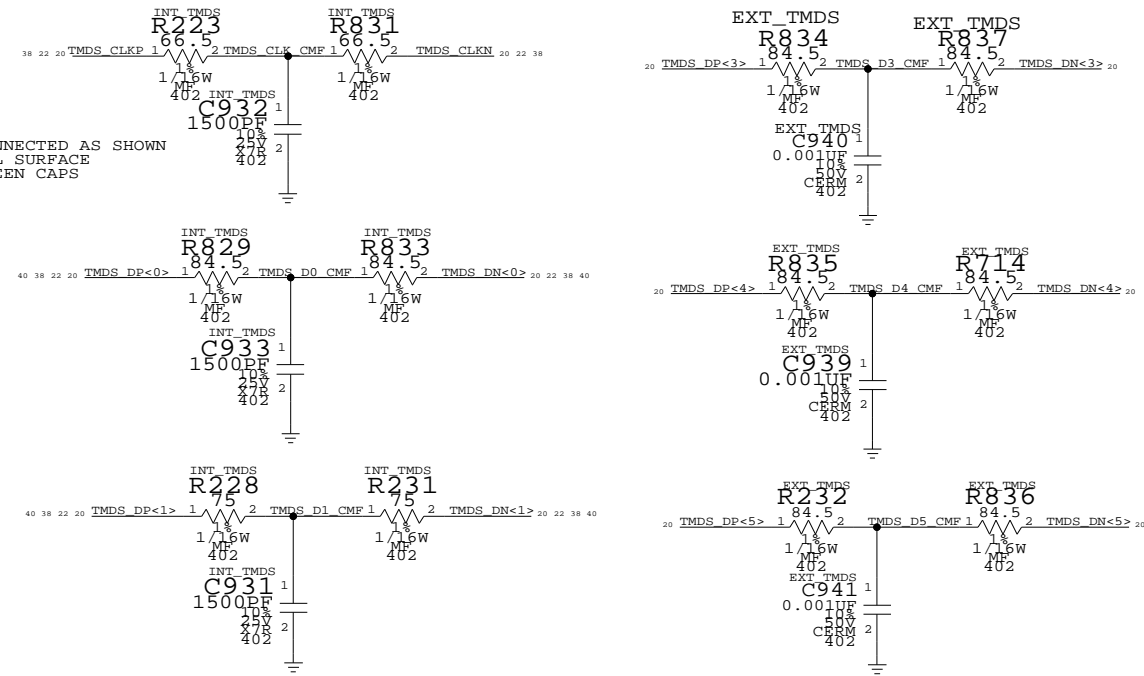 INT_TMDS
R223
66.5
38 22 20 TMDS_CLKP 1 2 TMDS_CLK_CMF
1%
1/16W
MF
402
INT_TMDS
R831
66.5
1 2 TMDS_CLKN 20 22 38
1%
1/16W
MF
402
INT_TMDS
C932
1500PF
10%
25V
X7R
402
1
2
NNECTED AS SHOWN
L SURFACE
EEN CAPS
EXT_TMDS
R834
84.5
20 TMDS_DP<3> 1 2 TMDS_D3_CMF
1%
1/16W
MF
402
EXT_TMDS
R837
84.5
1 2 TMDS_DN<3> 20
1%
1/16W
MF
402
EXT_TMDS
C940
0.001UF
10%
50V
CERM
402
1
2
INT_TMDS
R829
84.5
40 38 22 20 TMDS_DP<0> 1 2 TMDS_D0_CMF
1%
1/16W
MF
402
INT_TMDS
R833
84.5
1 2 TMDS_DN<0> 20 22 38 40
1%
1/16W
MF
402
INT_TMDS
C933
1500PF
10%
25V
X7R
402
1
2
EXT_TMDS
R835
84.5
20 TMDS_DP<4> 1 2 TMDS_D4_CMF
1%
1/16W
MF
402
EXT_TMDS
R714
84.5
1 2 TMDS_DN<4> 20
1%
1/16W
MF
402
EXT_TMDS
C939
0.001UF
10%
50V
CERM
402
1
2
INT_TMDS
R228
75
40 38 22 20 TMDS_DP<1> 1 2 TMDS_D1_CMF
1%
1/16W
MF
402
INT_TMDS
R231
75
1 2 TMDS_DN<1> 20 22 38 40
1%
1/16W
MF
402
INT_TMDS
C931
1500PF
10%
25V
X7R
402
1
2
EXT_TMDS
R232
84.5
20 TMDS_DP<5> 1 2 TMDS_D5_CMF
1%
1/16W
MF
402
EXT_TMDS
R836
84.5
1 2 TMDS_DN<5> 20
1%
1/16W
MF
402
EXT_TMDS
C941
0.001UF
10%
50V
CERM
402
1
2